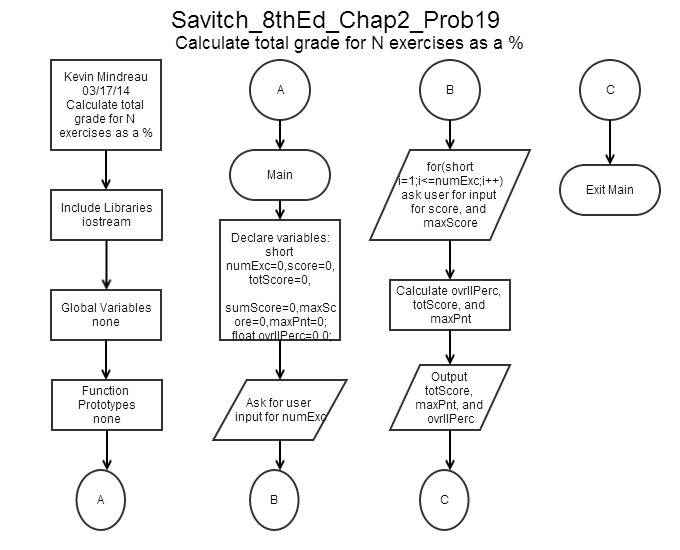 Savitch_8thEd_Chap2_Prob19
Calculate total grade for N exercises as a %
Kevin Mindreau
03/17/14
Calculate total
grade for N
exercises as a %
Include Libraries
iostream
Global Variables
none
Function
Prototypes
none
A
A
Main
Declare variables:
short
numExc=0,score=0,
totScore=0,
sumScore=0,maxSc
ore=0,maxPnt=0;
float ovrllPerc=0.0;
Ask for user
input for numExc
B
B
for(short
i=1;i<=numExc;i++)
ask user for input
for score, and
maxScore
Calculate ovrllPerc,
totScore, and
maxPnt
Output
totScore,
maxPnt, and
ovrllPerc
C
C
Exit Main